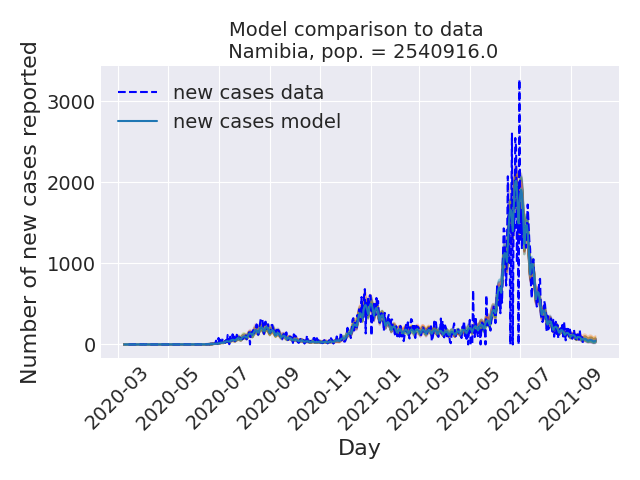 Model comparison to data
Namibia, pop. = 2540916.0
Number of new cases reported
3000
2000
1000
0
new cases data
new cases model
2020-03
2020-05
2020-07
2020-09
2020-11
2021-01
2021-03
2021-05
2021-07
2021-09
Day